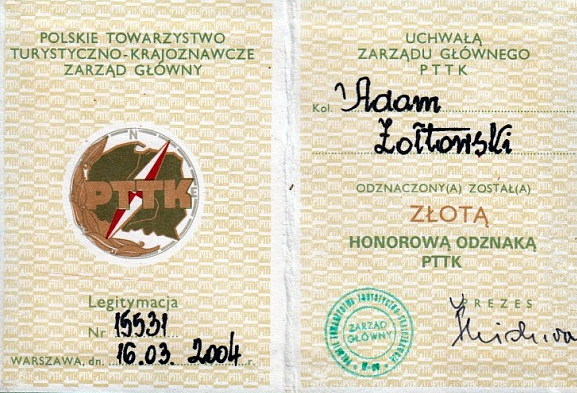 POLSKIE TOWARZYSTWO
TURYSTYCZNO-KRAJOZNAWCZE
ZARZĄD GŁÓWNY
N
E
PTTK
Legitymacja
Nr 15531
WARSZAWA, dn. 16.03. 2004 r.
UCHWAŁĄ
ZARZĄDU GŁÓWNEGO
PTTK
Kol. Adam
Żołtowski
ODZNACZONY(A) ZOSTAŁ(A)
ZŁOTĄ
HONOROWĄ ODZNAKĄ
PTTK
PREZES
ZARZĄD
GŁÓWNY